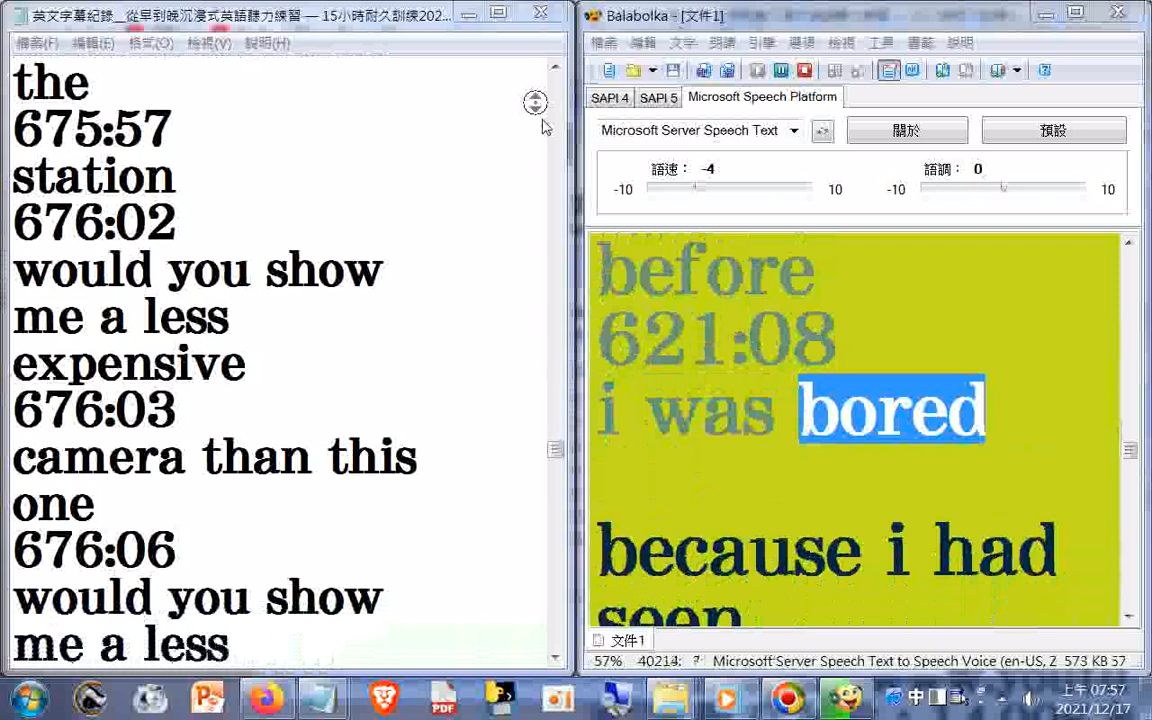 英文字幕紀錄__從早到晚沉浸式英語聽力練習 — 15小時耐久訓練202...
檔案(F) 編輯(E) 格式(O) 檢視(V) 說明(H)
the
675:57
station
676:02
would you show
me a less
expensive
676:03
camera than this
one
676:06
would you show
me a less
Balabolka - [文件1]
檔案 編輯 文字 朗讀 引擎 選項 檢視 工具 書籤 說明
SAPI 4 SAPI 5 Microsoft Speech Platform
Microsoft Server Speech Text 關於 預設
語速： -4 語調： 0
-10 10 -10 10
before
621:08
i was bored
because i had
seen
文件1
57% 40214: ? Microsoft Server Speech Text to Speech Voice (en-US, Z 573 KB 57
PDF
中
上午 07:57
2021/12/17